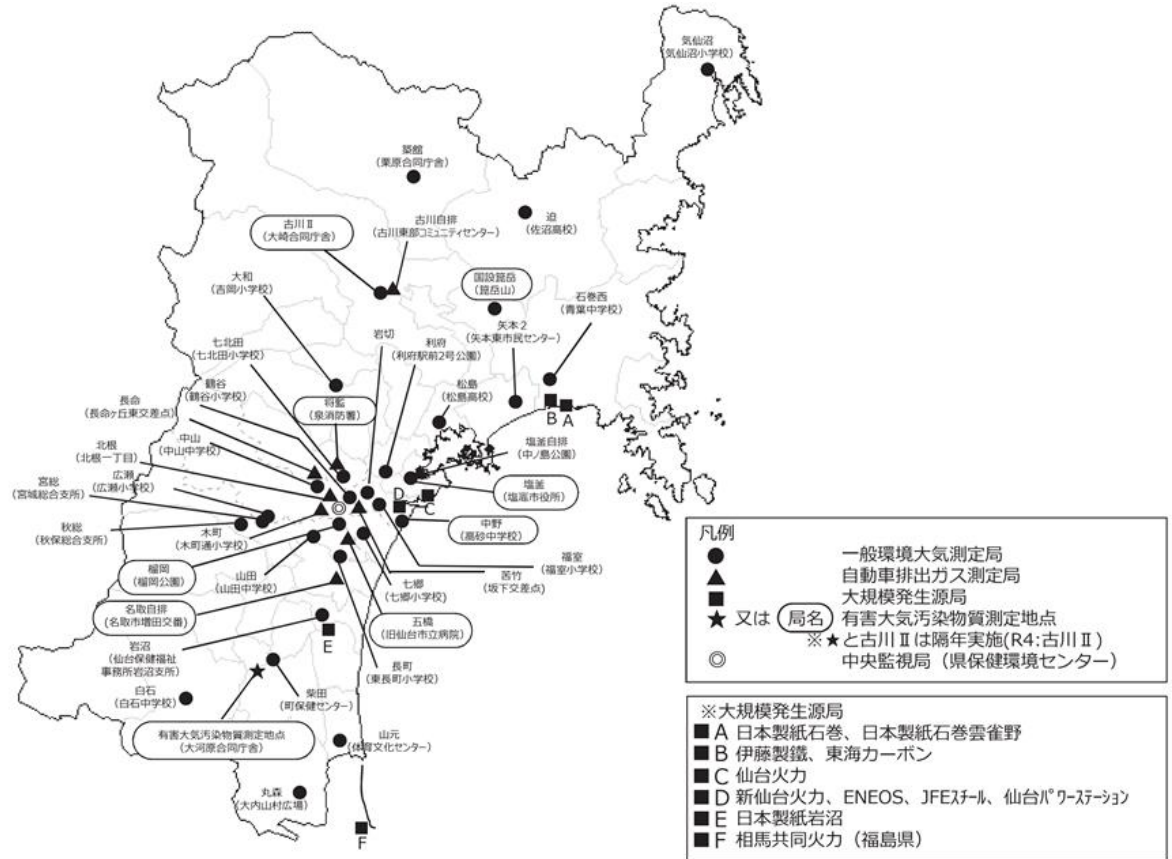 気仙沼
(気仙沼小学校)
築館
(栗原合同庁舎)
迫
(佐沼高校)
古川Ⅱ
(大崎合同庁舎)
古川自排
(古川東部コミュニティセンター)
大和
(吉岡小学校)
国設箆岳
(箆岳山)
石巻西
(青葉中学校)
矢本2
(矢本東市民センター)
七北田
(七北田小学校)
岩切
利府
(利府駅前2号公園)
鶴谷
(鶴谷小学校)
将監
(泉消防署)
松島
(松島高校)
長命
(長命ヶ丘東交差点)
中山
(中山中学校)
北根
(北根一丁目)
広瀬
(広瀬小学校)
宮総
(宮城総合支所)
秋総
(秋保総合支所)
B A
塩釜自排
(中ノ島公園)
塩釜
(塩竈市役所)
D C
中野
(高砂中学校)
木町
(木町通小学校)
榴岡
(榴岡公園)
山田
(山田中学校)
七郷
(七郷小学校)
苦竹
(坂下交差点)
福室
(福室小学校)
名取自排
(名取市増田交番)
五橋
(旧仙台市立病院)
長町
(東長町小学校)
岩沼
(仙台保健福祉
事務所岩沼支所)
E
白石
(白石中学校)
柴田
(町保健センター)
有害大気汚染物質測定地点
(大河原合同庁舎)
山元
(体育文化センター)
丸森
(大内山村広場)
F
凡例
● 一般環境大気測定局
▲ 自動車排出ガス測定局
■ 大規模発生源局
★ 又は 局名 有害大気汚染物質測定地点
※★と古川Ⅱは隔年実施(R4:古川Ⅱ)
◎ 中央監視局(県保健環境センター)
※大規模発生源局
■A 日本製紙石巻、日本製紙石巻雲雀野
■B 伊藤製鐵、東海カーボン
■C 仙台火力
■D 新仙台火力、ENEOS、JFEスチール、仙台パワーステーション
■E 日本製紙岩沼
■F 相馬共同火力(福島県)